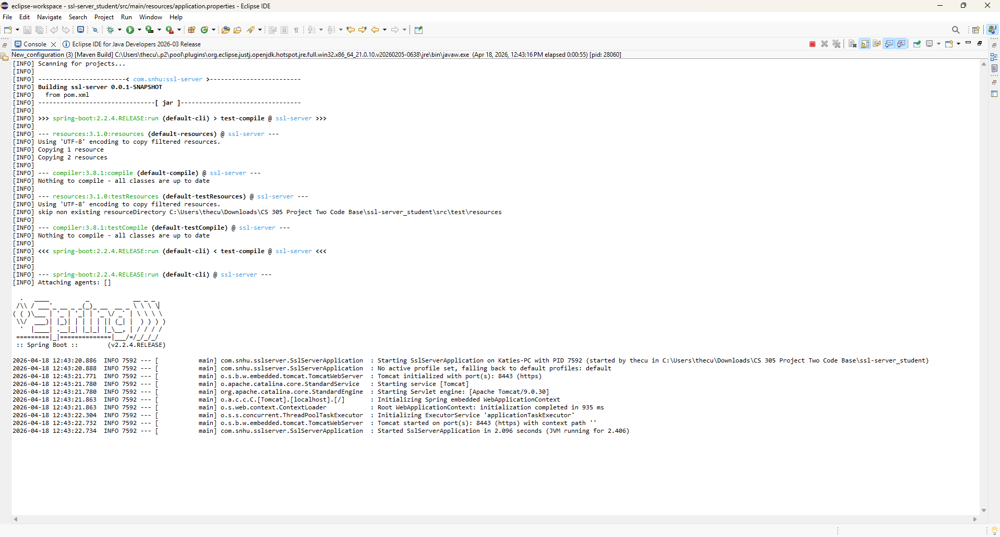 eclipse-workspace - ssl-server_student/src/main/resources/application.properties - Eclipse IDE
File Edit Navigate Search Project Run Window Help
Console Eclipse IDE for Java Developers 2026-03 Release
New_configuration (3) [Maven Build] C:\Users\thecu\.p2\pool\plugins\org.eclipse.justj.openjdk.hotspot.jre.full.win32.x86_64_21.0.10.v20260205-0638\jre\bin\javaw.exe (Apr 18, 2026, 12:43:16 PM elapsed 0:00:55) [pid: 28060]
[INFO] Scanning for projects...
[INFO]
[INFO] ------------------------< com.snhu:ssl-server >-------------------------
[INFO] Building ssl-server 0.0.1-SNAPSHOT
[INFO]   from pom.xml
[INFO] --------------------------------[ jar ]---------------------------------
[INFO]
[INFO] >>> spring-boot:2.2.4.RELEASE:run (default-cli) > test-compile @ ssl-server >>>
[INFO]
[INFO] --- resources:3.1.0:resources (default-resources) @ ssl-server ---
[INFO] Using 'UTF-8' encoding to copy filtered resources.
[INFO] Copying 1 resource
[INFO] Copying 2 resources
[INFO]
[INFO] --- compiler:3.8.1:compile (default-compile) @ ssl-server ---
[INFO] Nothing to compile - all classes are up to date
[INFO]
[INFO] --- resources:3.1.0:testResources (default-testResources) @ ssl-server ---
[INFO] Using 'UTF-8' encoding to copy filtered resources.
[INFO] skip non existing resourceDirectory C:\Users\thecu\Downloads\CS 305 Project Two Code Base\ssl-server_student\src\test\resources
[INFO]
[INFO] --- compiler:3.8.1:testCompile (default-testCompile) @ ssl-server ---
[INFO] Nothing to compile - all classes are up to date
[INFO]
[INFO] <<< spring-boot:2.2.4.RELEASE:run (default-cli) < test-compile @ ssl-server <<<
[INFO]
[INFO]
[INFO] --- spring-boot:2.2.4.RELEASE:run (default-cli) @ ssl-server ---
[INFO] Attaching agents: []
  .   ____          _            __ _ _
 /\\ / ___'_ __ _ _(_)_ __  __ _ \ \ \ \
( ( )\___ | '_ | '_| | '_ \/ _` | \ \ \ \
 \\/  ___)| |_)| | | | | || (_| |  ) ) ) )
  '  |____| .__|_| |_|_| |_\__, | / / / /
 =========|_|==============|___/=/_/_/_/
 :: Spring Boot ::        (v2.2.4.RELEASE)
2026-04-18 12:43:20.886  INFO 7592 --- [           main] com.snhu.sslserver.SslServerApplication  : Starting SslServerApplication on Katies-PC with PID 7592 (started by thecu in C:\Users\thecu\Downloads\CS 305 Project Two Code Base\ssl-server_student)
2026-04-18 12:43:20.888  INFO 7592 --- [           main] com.snhu.sslserver.SslServerApplication  : No active profile set, falling back to default profiles: default
2026-04-18 12:43:21.771  INFO 7592 --- [           main] o.s.b.w.embedded.tomcat.TomcatWebServer  : Tomcat initialized with port(s): 8443 (https)
2026-04-18 12:43:21.780  INFO 7592 --- [           main] o.apache.catalina.core.StandardService   : Starting service [Tomcat]
2026-04-18 12:43:21.780  INFO 7592 --- [           main] org.apache.catalina.core.StandardEngine  : Starting Servlet engine: [Apache Tomcat/9.0.30]
2026-04-18 12:43:21.863  INFO 7592 --- [           main] o.a.c.c.C.[Tomcat].[localhost].[/]       : Initializing Spring embedded WebApplicationContext
2026-04-18 12:43:21.863  INFO 7592 --- [           main] o.s.web.context.ContextLoader            : Root WebApplicationContext: initialization completed in 935 ms
2026-04-18 12:43:22.304  INFO 7592 --- [           main] o.s.s.concurrent.ThreadPoolTaskExecutor  : Initializing ExecutorService 'applicationTaskExecutor'
2026-04-18 12:43:22.732  INFO 7592 --- [           main] o.s.b.w.embedded.tomcat.TomcatWebServer  : Tomcat started on port(s): 8443 (https) with context path ''
2026-04-18 12:43:22.734  INFO 7592 --- [           main] com.snhu.sslserver.SslServerApplication  : Started SslServerApplication in 2.096 seconds (JVM running for 2.406)